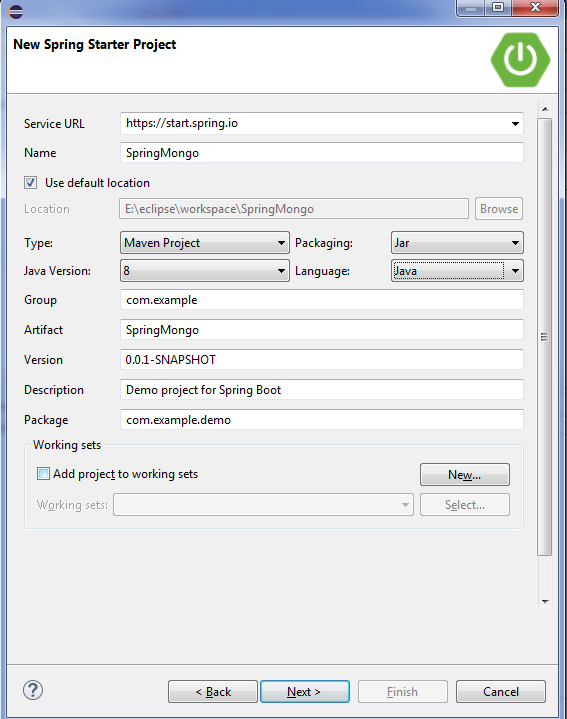 New Spring Starter Project
Service URL https://start.spring.io
Name SpringMongo
Use default location
Location E:\eclipse\workspace\SpringMongo Browse
Type: Maven Project Packaging: Jar
Java Version: 8 Language: Java
Group com.example
Artifact SpringMongo
Version 0.0.1-SNAPSHOT
Description Demo project for Spring Boot
Package com.example.demo
Working sets
Add project to working sets New...
Working sets: Select...
? < Back Next > Finish Cancel